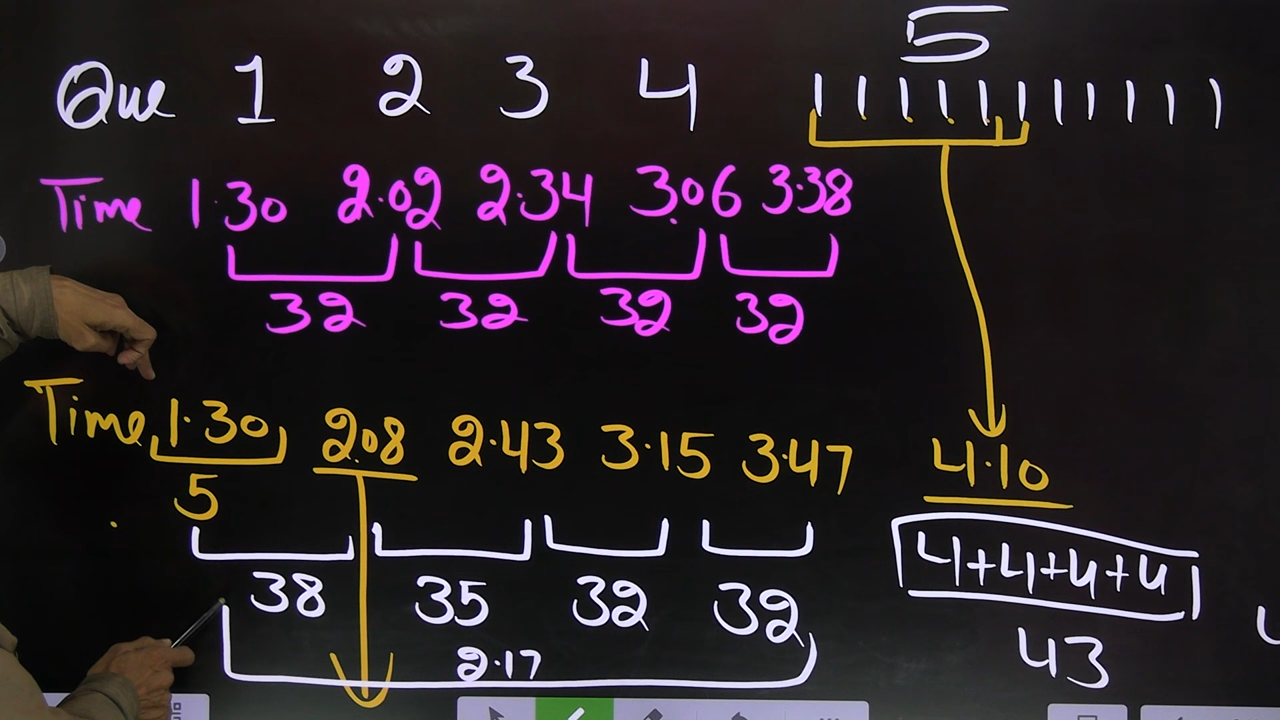 5
Que 1 2 3 4
Time 1.30 2.02 2.34 3.06 3.38
32 32 32 32
Time 1.30 2.08 2.43 3.15 3.47 4.10
5
4+4+4+4
38 35 32 32
43
2.17